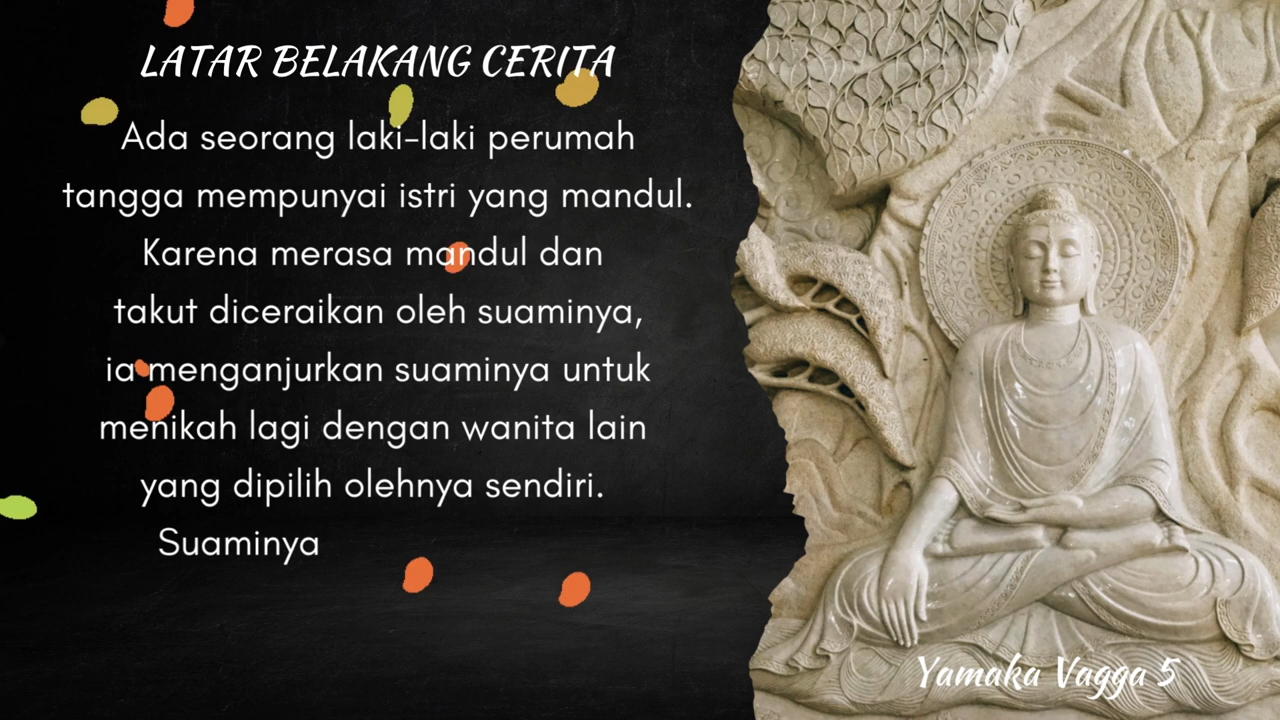 LATAR BELAKANG CERITA
Ada seorang laki-laki perumah
tangga mempunyai istri yang mandul.
Karena merasa mandul dan
takut diceraikan oleh suaminya,
ia menganjurkan suaminya untuk
menikah lagi dengan wanita lain
yang dipilih olehnya sendiri.
Suaminya
Yamaka Vagga 5